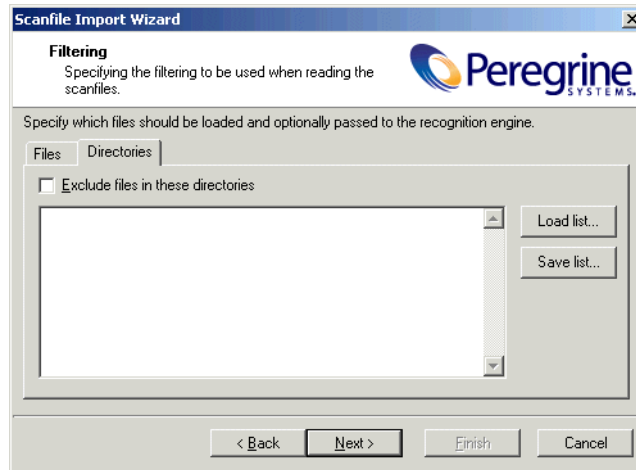 Scanfile Import Wizard
Filtering
Specifying the filtering to be used when reading the
scanfiles.
Peregrine
SYSTEMS
Specify which files should be loaded and optionally passed to the recognition engine.
Files
Directories
Exclude files in these directories
Load list...
Save list...
< Back
Next >
Finish
Cancel